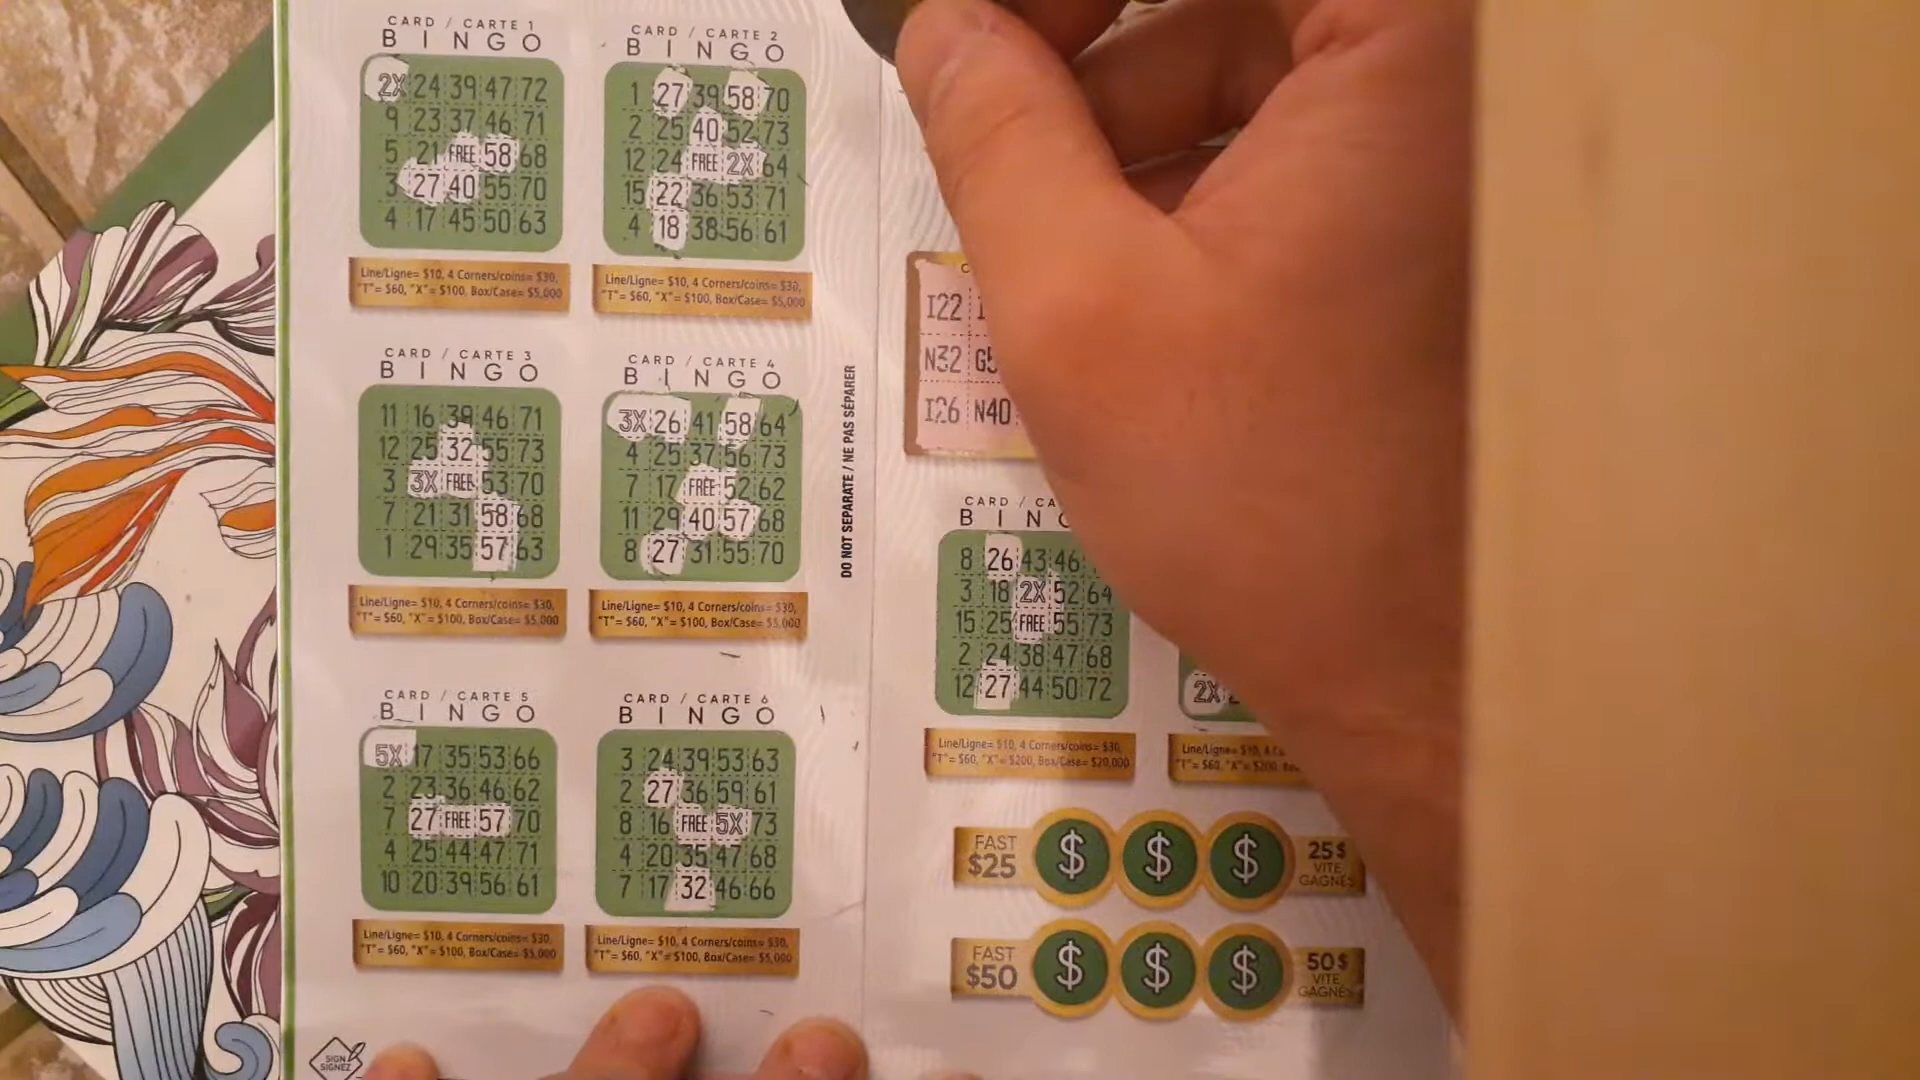 CARD / CARTE 1
B I N G O
2X 24 39 47 72
9 23 37 46 71
5 21 FREE 58 68
3 27 40 55 70
4 17 45 50 63
Line/Ligne= $10, 4 Corners/coins= $30,
"T"= $60, "X"= $100, Box/Case= $5,000
CARD / CARTE 2
B I N G O
1 27 39 58 70
2 25 40 52 73
12 24 FREE 2X 64
15 22 36 53 71
4 18 38 56 61
Line/Ligne= $10, 4 Corners/coins= $30,
"T"= $60, "X"= $100, Box/Case= $5,000
CARD / CARTE 3
B I N G O
11 16 39 46 71
12 25 32 55 73
3 3X FREE 53 70
7 21 31 58 68
1 29 35 57 63
Line/Ligne= $10, 4 Corners/coins= $30,
"T"= $60, "X"= $100, Box/Case= $5,000
CARD / CARTE 4
B I N G O
3X 26 41 58 64
4 25 37 56 73
7 17 FREE 52 62
11 29 40 57 68
8 27 31 55 70
Line/Ligne= $10, 4 Corners/coins= $30,
"T"= $60, "X"= $100, Box/Case= $5,000
CARD / CARTE 5
B I N G O
5X 17 35 53 66
2 23 36 46 62
7 27 FREE 57 70
4 25 44 47 71
10 20 39 56 61
Line/Ligne= $10, 4 Corners/coins= $30,
"T"= $60, "X"= $100, Box/Case= $5,000
CARD / CARTE 6
B I N G O
3 24 39 53 63
2 27 36 59 61
8 16 FREE 5X 73
4 20 35 47 68
7 17 32 46 66
Line/Ligne= $10, 4 Corners/coins= $30,
"T"= $60, "X"= $100, Box/Case= $5,000
SIGN
SIGNEZ
DO NOT SEPARATE / NE PAS SÉPARER
I22
N32
I26 N40
CARD /
B I N
8 26 43 46
3 18 2X 52 64
15 25 FREE 55 73
2 24 38 47 68
12 27 44 50 72
Line/Ligne= $10, 4 Corners/coins= $30,
"T"= $60, "X"= $200, Box/Case= $20,000
2X
Line/Ligne= $10, 4
"T"= $60, "X"= $200,
FAST
$25
$ $ $
25$
VITE
GAGNÉS
FAST
$50
$ $ $
50$
VITE
GAGNÉS